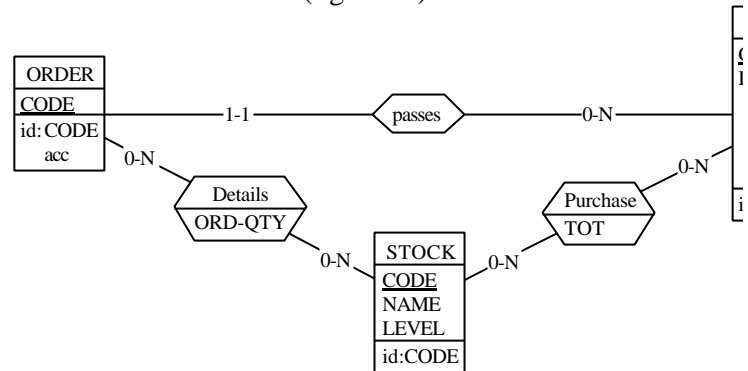 ORDER
CODE
id:CODE
acc
1-1
passes
0-N
0-N
Details
ORD-QTY
0-N
STOCK
CODE
NAME
LEVEL
id:CODE
0-N
Purchase
TOT
0-N